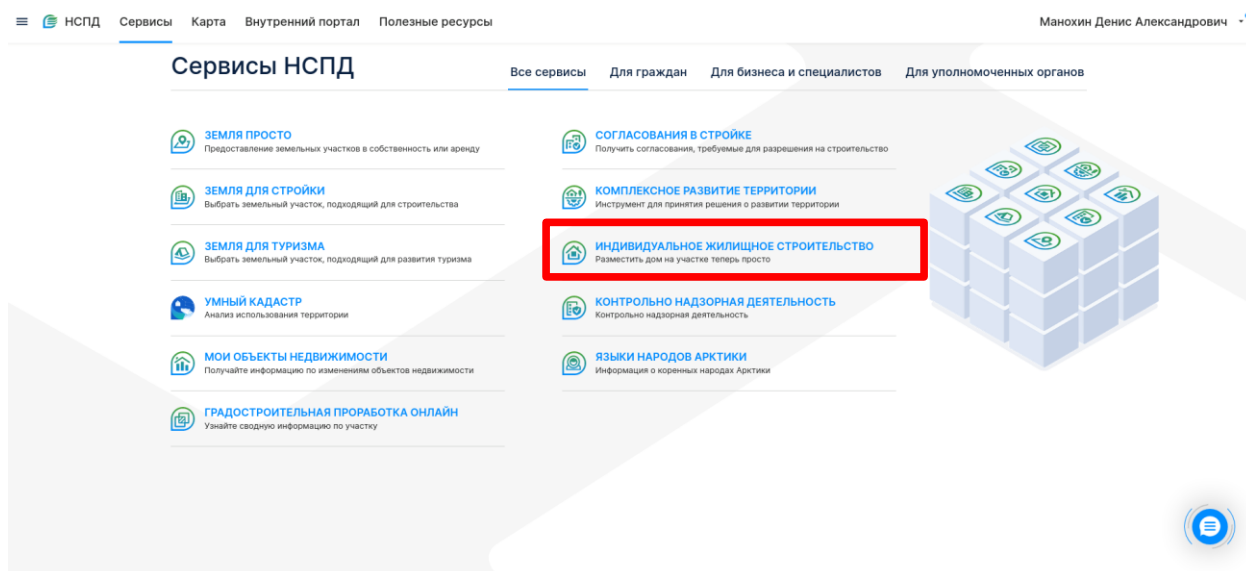 НСПД Сервисы Карта Внутренний портал Полезные ресурсы Манохин Денис Александрович
Сервисы НСПД
Все сервисы Для граждан Для бизнеса и специалистов Для уполномоченных органов
ЗЕМЛЯ ПРОСТО
Предоставление земельных участков в собственность или аренду
ЗЕМЛЯ ДЛЯ СТРОЙКИ
Выбрать земельный участок, подходящий для строительства
ЗЕМЛЯ ДЛЯ ТУРИЗМА
Выбрать земельный участок, подходящий для развития туризма
УМНЫЙ КАДАСТР
Анализ использования территории
МОИ ОБЪЕКТЫ НЕДВИЖИМОСТИ
Получайте информацию по изменениям объектов недвижимости
ГРАДОСТРОИТЕЛЬНАЯ ПРОРАБОТКА ОНЛАЙН
Узнайте сводную информацию по участку
СОГЛАСОВАНИЯ В СТРОЙКЕ
Получить согласования, требуемые для разрешения на строительство
КОМПЛЕКСНОЕ РАЗВИТИЕ ТЕРРИТОРИИ
Инструмент для принятия решения о развитии территории
ИНДИВИДУАЛЬНОЕ ЖИЛИЩНОЕ СТРОИТЕЛЬСТВО
Разместить дом на участке теперь просто
КОНТРОЛЬНО НАДЗОРНАЯ ДЕЯТЕЛЬНОСТЬ
Контрольно надзорная деятельность
ЯЗЫКИ НАРОДОВ АРКТИКИ
Информация о коренных народах Арктики